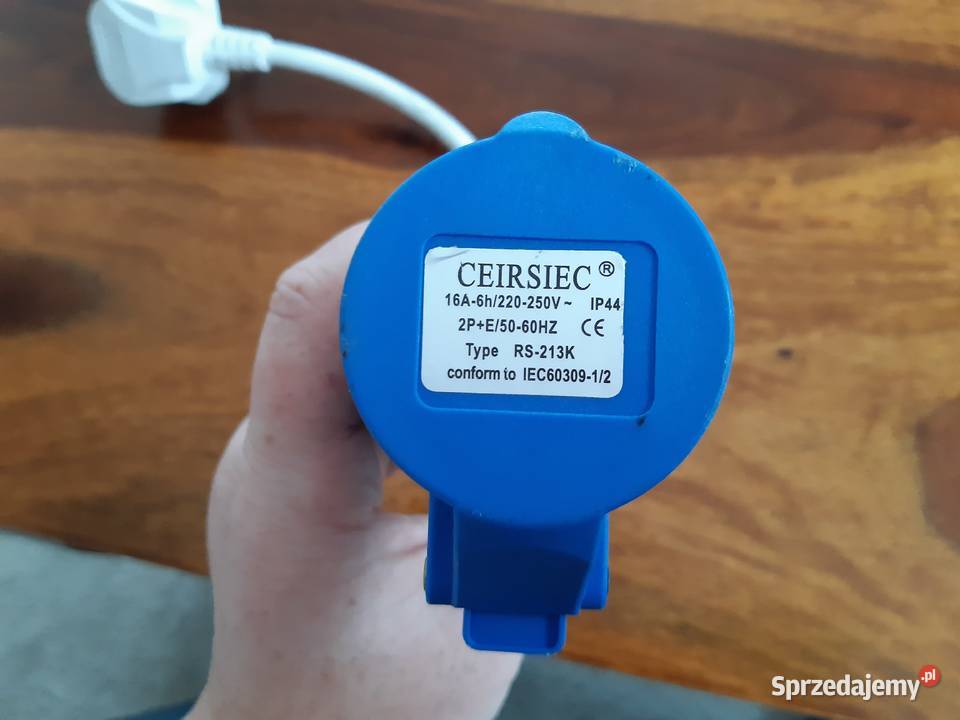 CEIRSIEC ®
16A-6h/220-250V~ IP44
2P+E/50-60HZ CE
Type RS-213K
conform to IEC60309-1/2
Sprzedajemy.pl